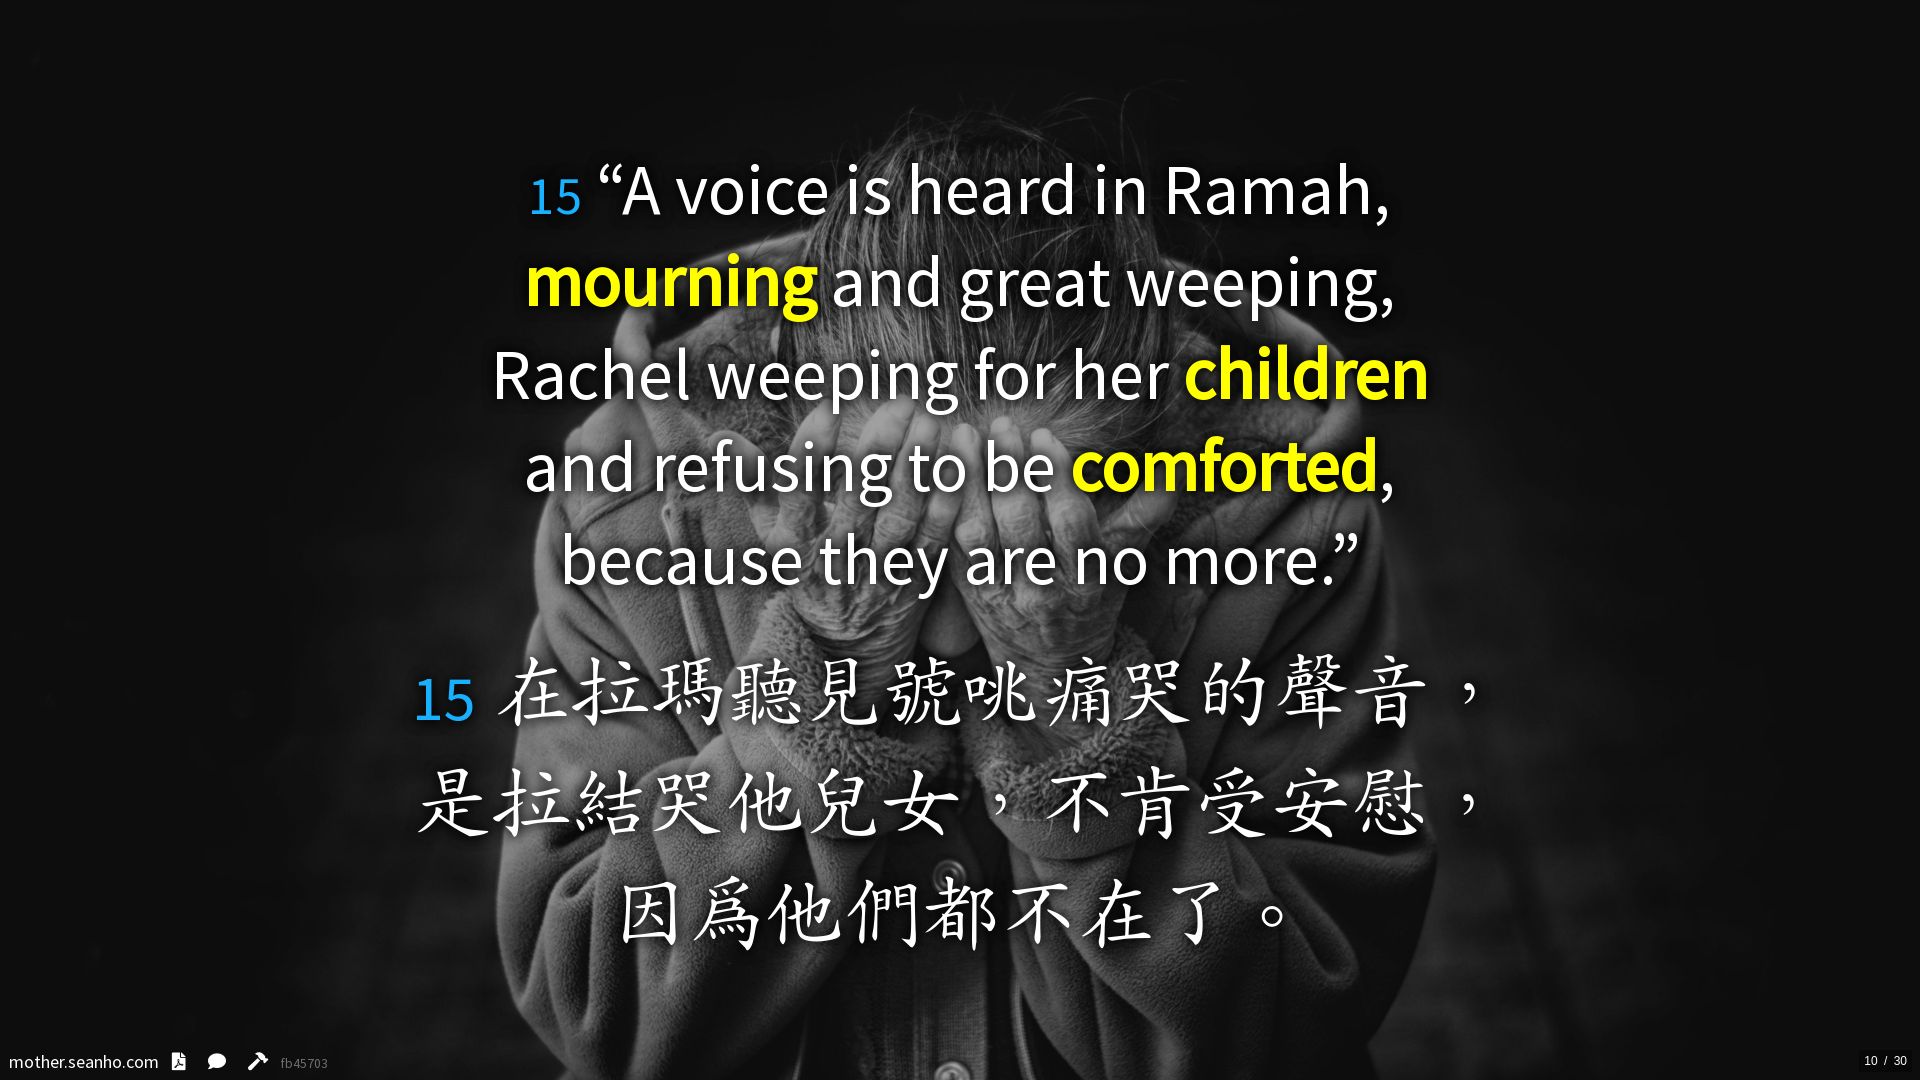 15 “A voice is heard in Ramah,
mourning and great weeping,
Rachel weeping for her children
and refusing to be comforted,
because they are no more.”
15 在拉瑪聽見號咷痛哭的聲音，
是拉結哭他兒女，不肯受安慰，
因爲他們都不在了。
mother.seanho.com fb45703
10 / 30